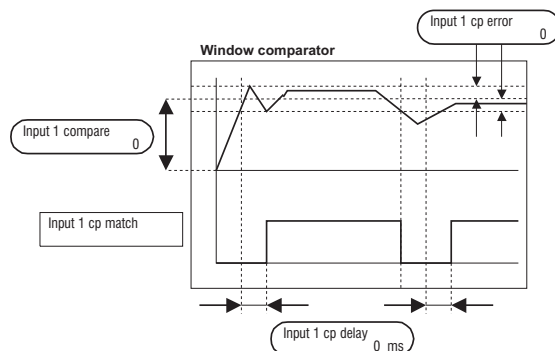 Input 1 cp error
0
Window comparator
Input 1 compare
0
Input 1 cp match
Input 1 cp delay
0 ms